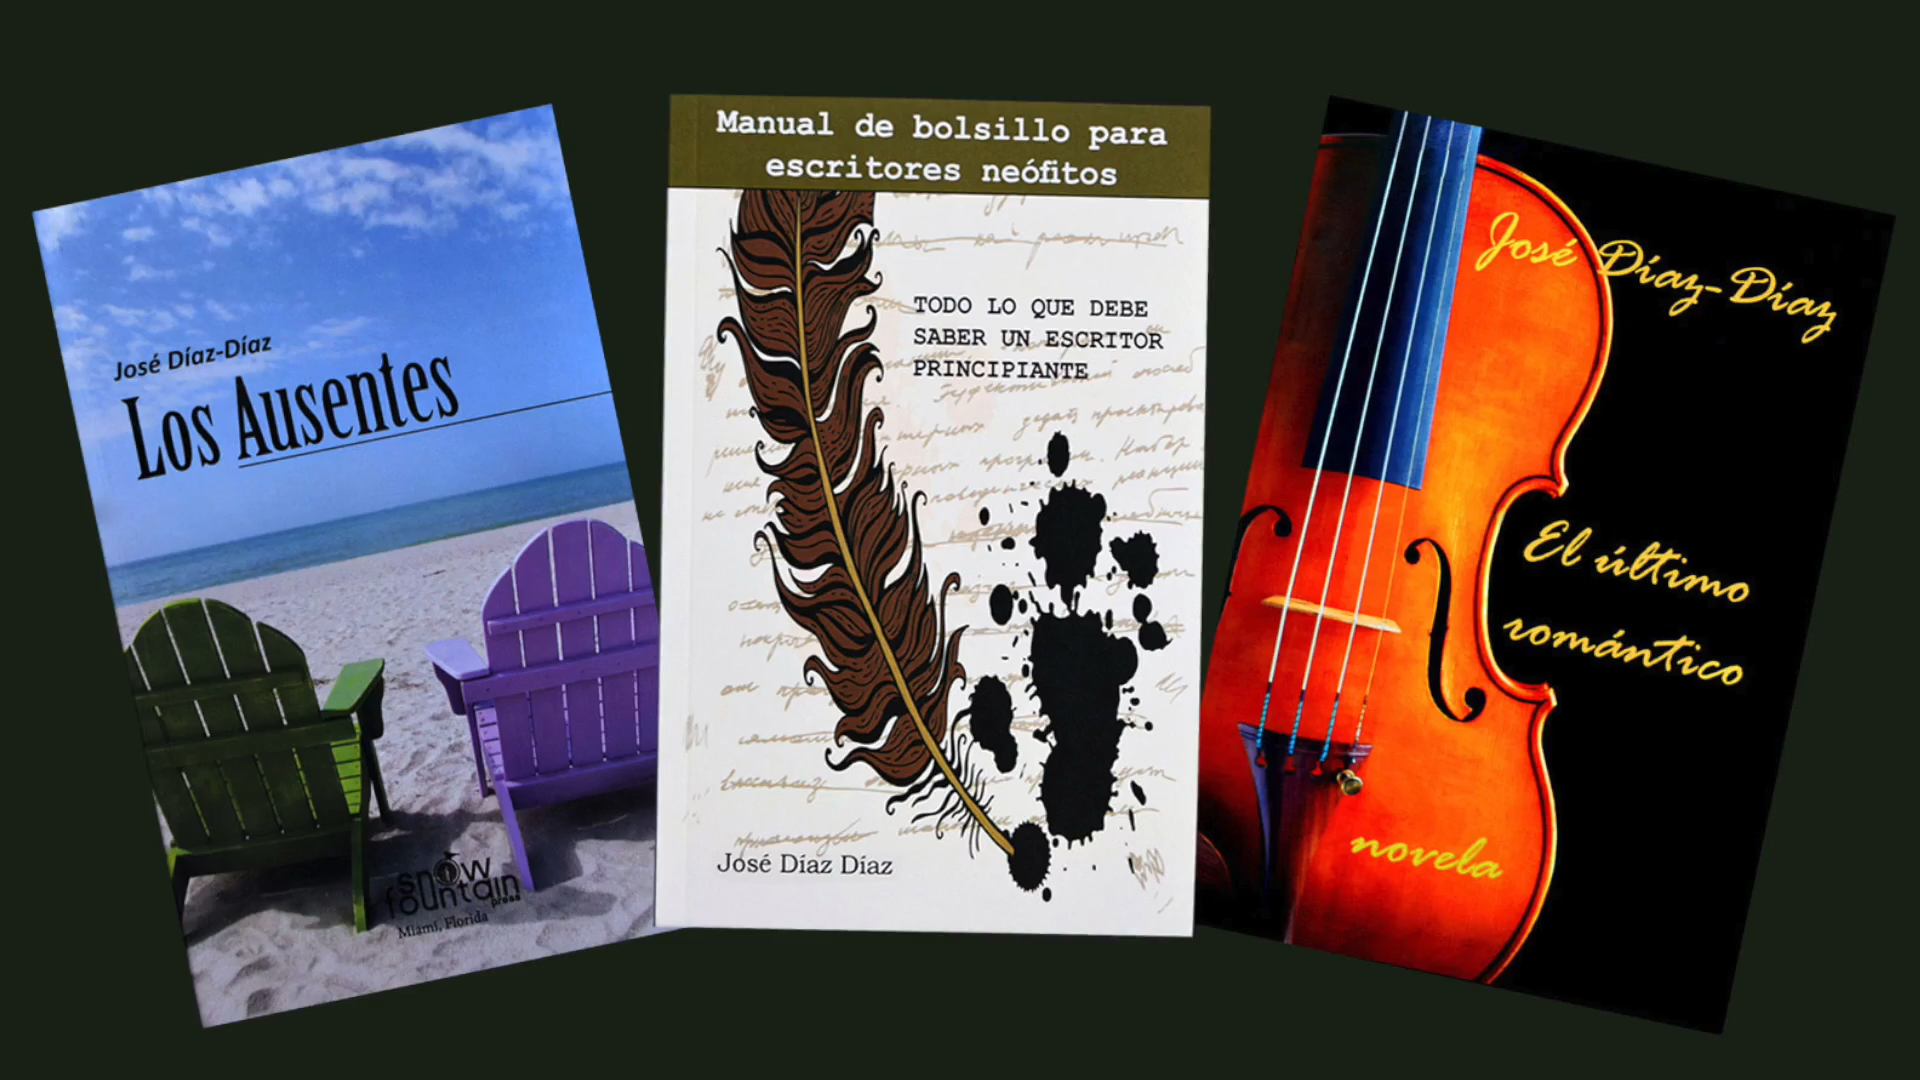 José Díaz-Díaz
Los Ausentes
snow
fountain
press
Miami, Florida
Manual de bolsillo para
escritores neófitos
TODO LO QUE DEBE
SABER UN ESCRITOR
PRINCIPIANTE
José Díaz Díaz
José Díaz-Díaz
El último
romántico
novela